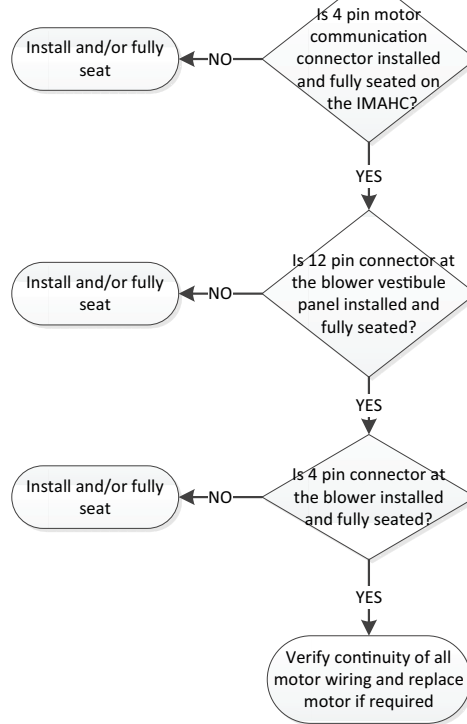 Is 4 pin motor
communication
connector installed
and fully seated on
the IMAHC?
Install and/or fully
seat
NO
YES
Is 12 pin connector at
the blower vestibule
panel installed and
fully seated?
Install and/or fully
seat
NO
YES
Is 4 pin connector at
the blower installed
and fully seated?
Install and/or fully
seat
NO
YES
Verify continuity of all
motor wiring and replace
motor if required